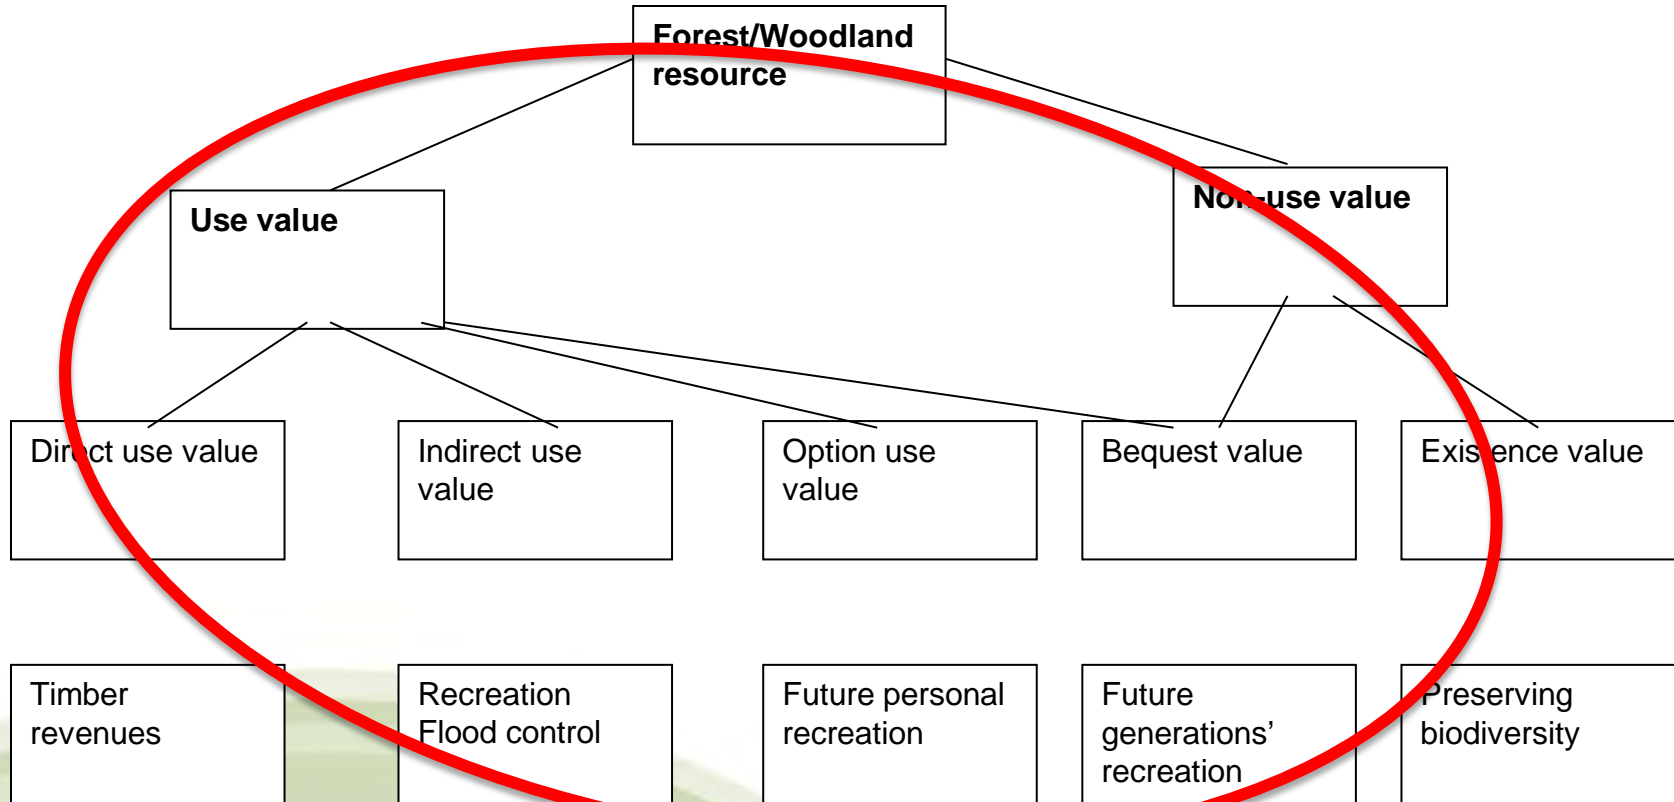 Forest/Woodland
resource
Use value
Non-use value
Direct use value
Indirect use
value
Option use
value
Bequest value
Existence value
Timber
revenues
Recreation
Flood control
Future personal
recreation
Future
generations’
recreation
Preserving
biodiversity